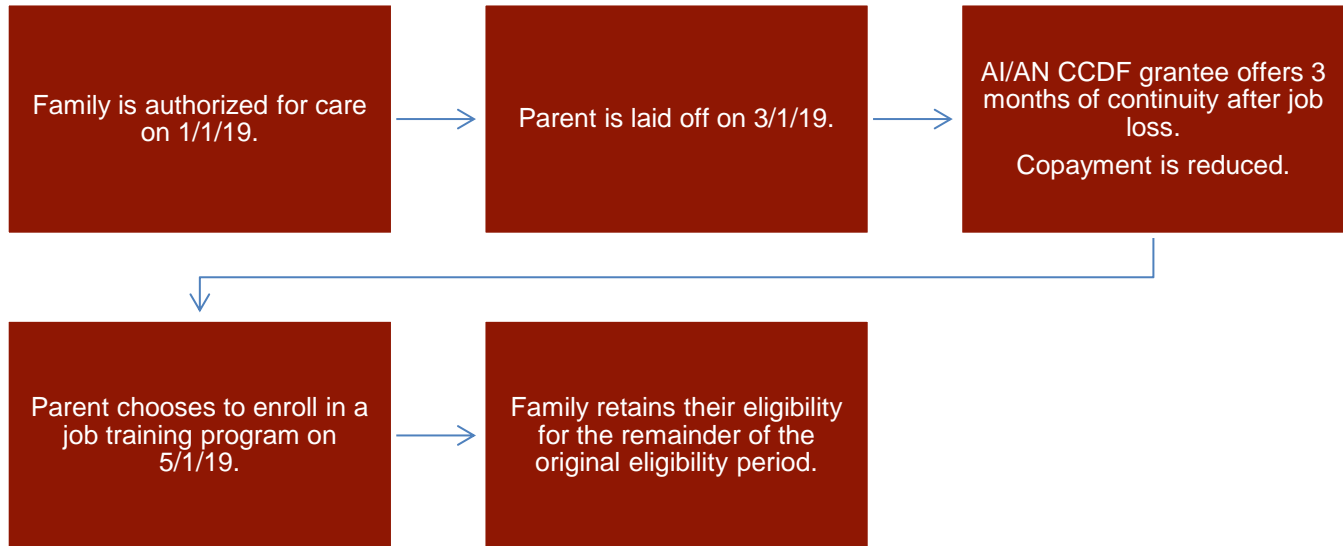 Family is authorized for care
on 1/1/19.
Parent is laid off on 3/1/19.
AI/AN CCDF grantee offers 3
months of continuity after job
loss.
Copayment is reduced.
Parent chooses to enroll in a
job training program on
5/1/19.
Family retains their eligibility
for the remainder of the
original eligibility period.